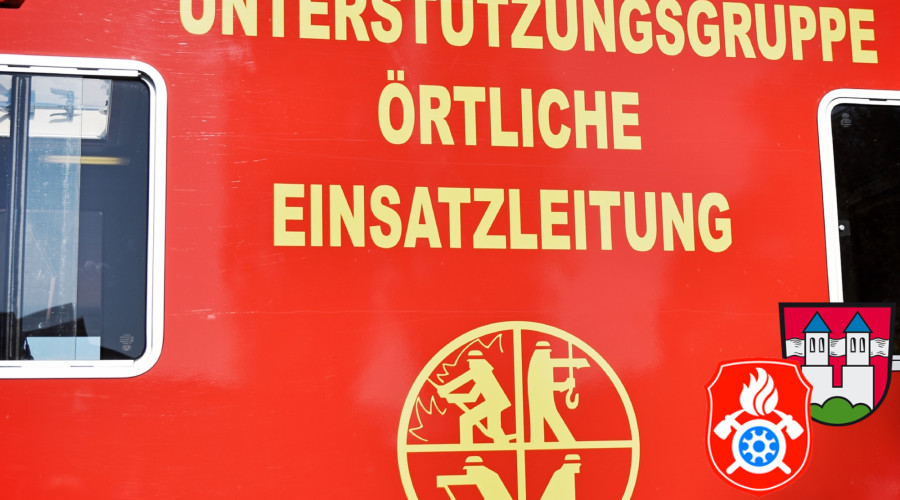 UNTERSTÜTZUNGSGRUPPE
ÖRTLICHE
EINSATZLEITUNG